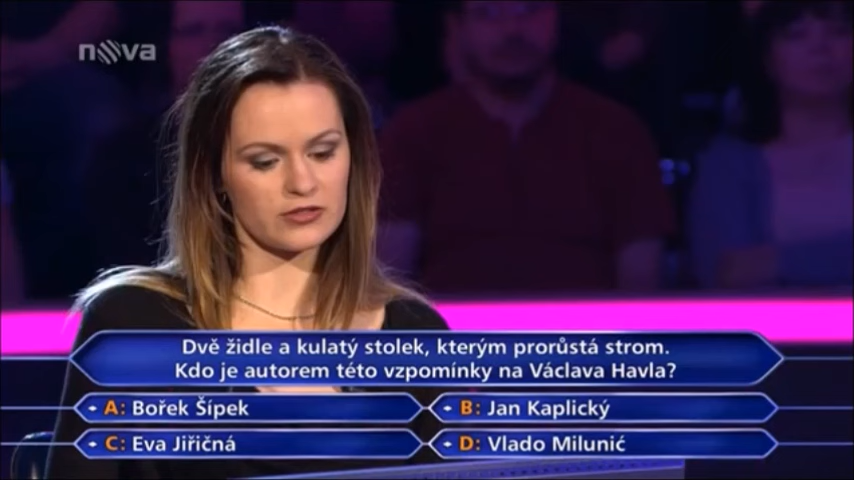 nova
Dvě židle a kulatý stolek, kterým prorůstá strom.
Kdo je autorem této vzpomínky na Václava Havla?
A: Bořek Šípek
B: Jan Kaplický
C: Eva Jiřičná
D: Vlado Milunić